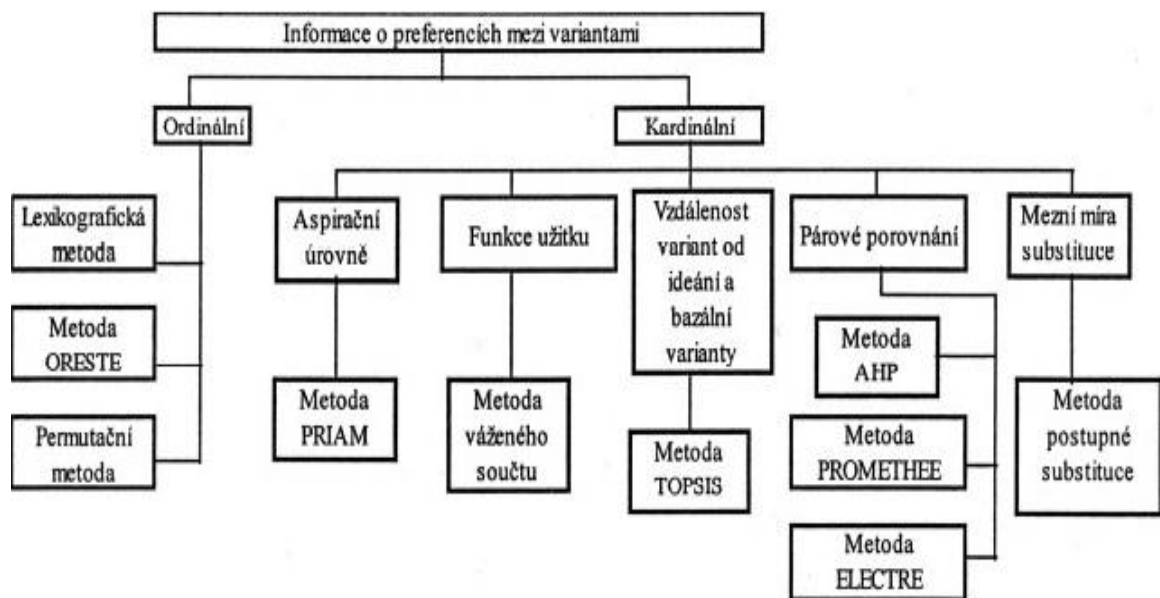 Informace o preferencích mezi variantami
Ordinální
Kardinální
Lexikografická
metoda
Metoda
ORESTE
Permutační
metoda
Aspirační
úrovně
Metoda
PRIAM
Funkce užitku
Metoda
váženého
součtu
Vzdálenost
variant od
ideání a
bazální
varianty
Metoda
TOPSIS
Párové porovnání
Metoda
AHP
Metoda
PROMETHEE
Metoda
ELECTRE
Mezní míra
substituce
Metoda
postupné
substituce